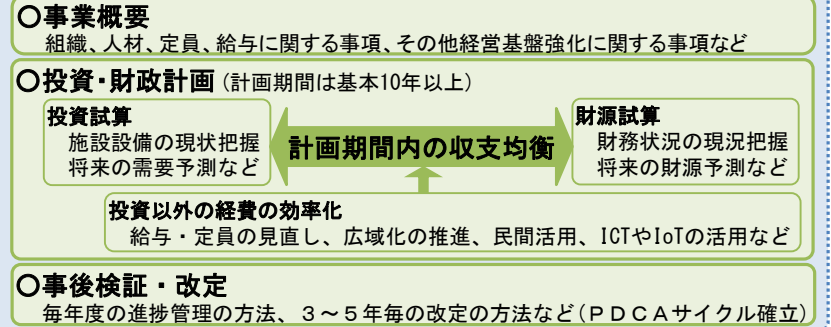 〇事業概要
組織、人材、定員、給与に関する事項、その他経営基盤強化に関する事項など
〇投資・財政計画(計画期間は基本10年以上)
投資試算
施設設備の現状把握
将来の需要予測など
計画期間内の収支均衡
財源試算
財務状況の現況把握
将来の財源予測など
投資以外の経費の効率化
給与・定員の見直し、広域化の推進、民間活用、ICTやIoTの活用など
〇事後検証・改定
毎年度の進捗管理の方法、3～5年毎の改定の方法など(PDCAサイクル確立)